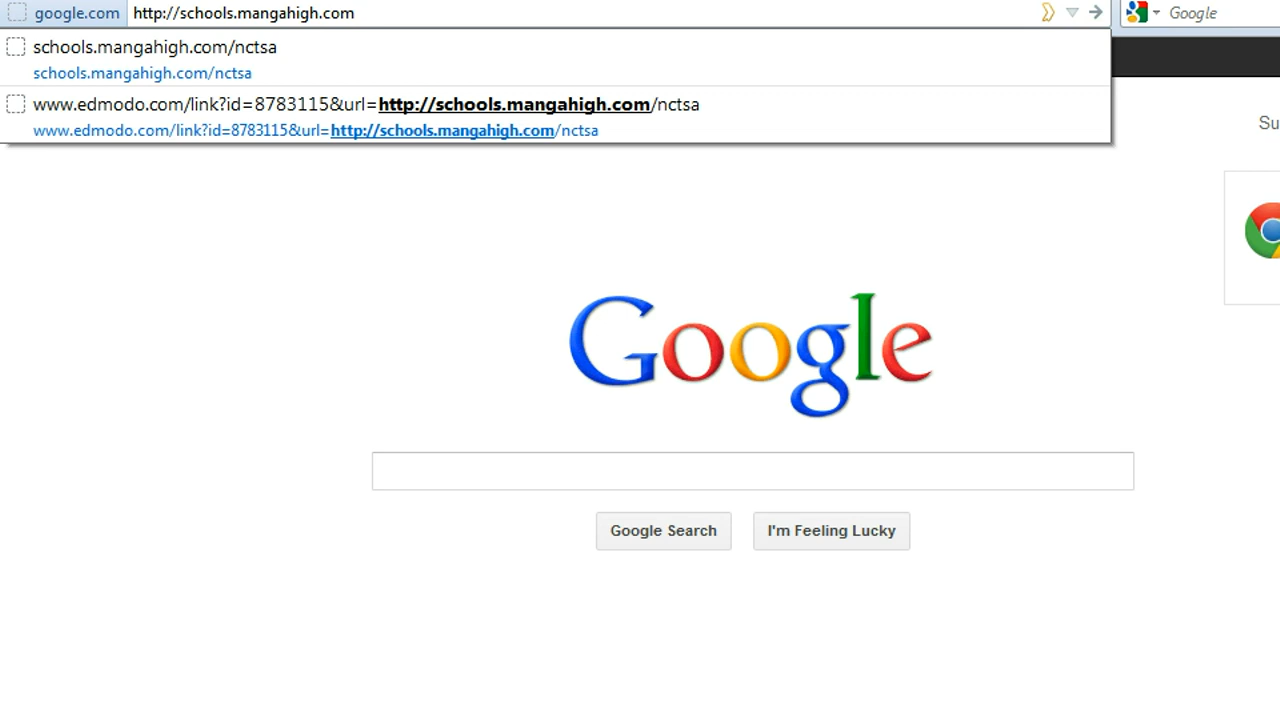 google.com http://schools.mangahigh.com Google
schools.mangahigh.com/nctsa
schools.mangahigh.com/nctsa
www.edmodo.com/link?id=8783115&url=http://schools.mangahigh.com/nctsa
www.edmodo.com/link?id=8783115&url=http://schools.mangahigh.com/nctsa
Su
Google
Google Search I'm Feeling Lucky